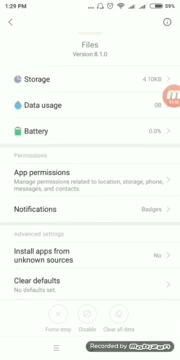 1:29 PM
59%
Files
Version:8.1.0
Storage 4.10KB
Data usage 0B
Battery 0.0%
Permissions
App permissions
Manage permissions related to location, storage, phone,
messages, and contacts.
Notifications Badges
Advanced settings
Install apps from No
unknown sources
Clear defaults
No defaults set.
Force stop Disable Clear all data
Recorded by Mobizen